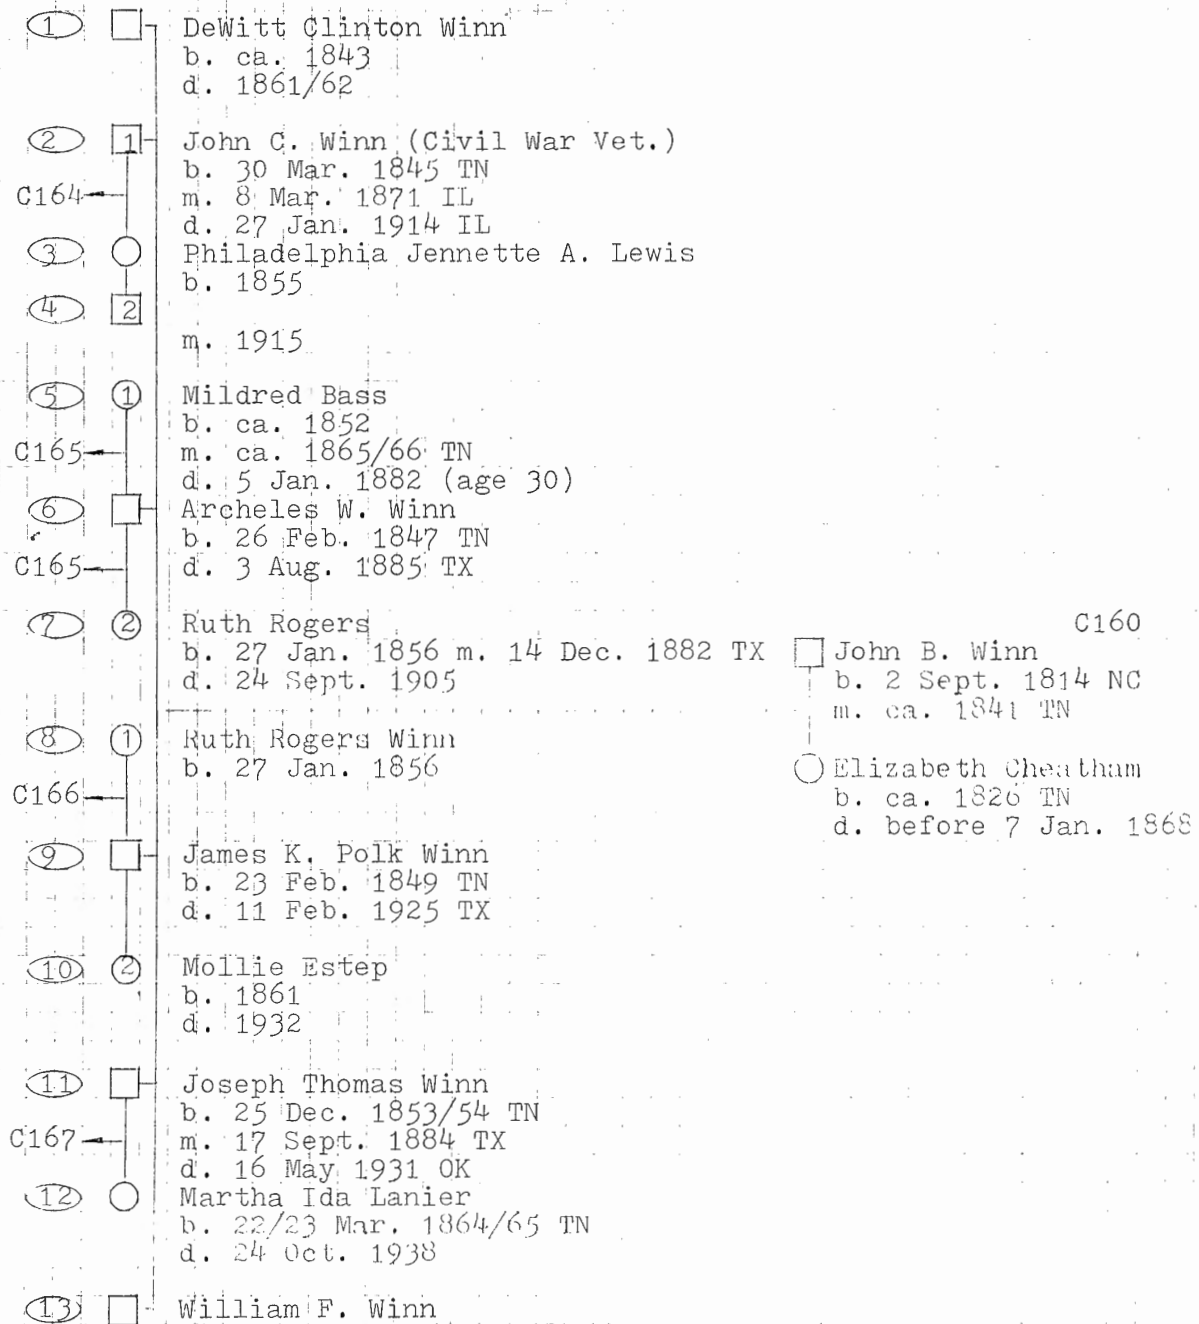 1 DeWitt Clinton Winn
b. ca. 1843
d. 1861/62
2 1 John C. Winn (Civil War Vet.)
b. 30 Mar. 1845 TN
C164 m. 8 Mar. 1871 IL
d. 27 Jan. 1914 IL
3 Philadelphia Jennette A. Lewis
b. 1855
4 2
m. 1915
5 1 Mildred Bass
b. ca. 1852
C165 m. ca. 1865/66 TN
d. 5 Jan. 1882 (age 30)
6 Archeles W. Winn
b. 26 Feb. 1847 TN
C165 d. 3 Aug. 1885 TX
7 2 Ruth Rogers
b. 27 Jan. 1856 m. 14 Dec. 1882 TX
d. 24 Sept. 1905
8 1 Ruth Rogers Winn
b. 27 Jan. 1856
C166
9 James K. Polk Winn
b. 23 Feb. 1849 TN
d. 11 Feb. 1925 TX
10 2 Mollie Estep
b. 1861
d. 1932
11 Joseph Thomas Winn
b. 25 Dec. 1853/54 TN
C167 m. 17 Sept. 1884 TX
d. 16 May 1931 OK
12 Martha Ida Lanier
b. 22/23 Mar. 1864/65 TN
d. 24 Oct. 1938
13 William F. Winn
C160
John B. Winn
b. 2 Sept. 1814 NC
m. ca. 1841 TN
Elizabeth Cheatham
b. ca. 1826 TN
d. before 7 Jan. 1868